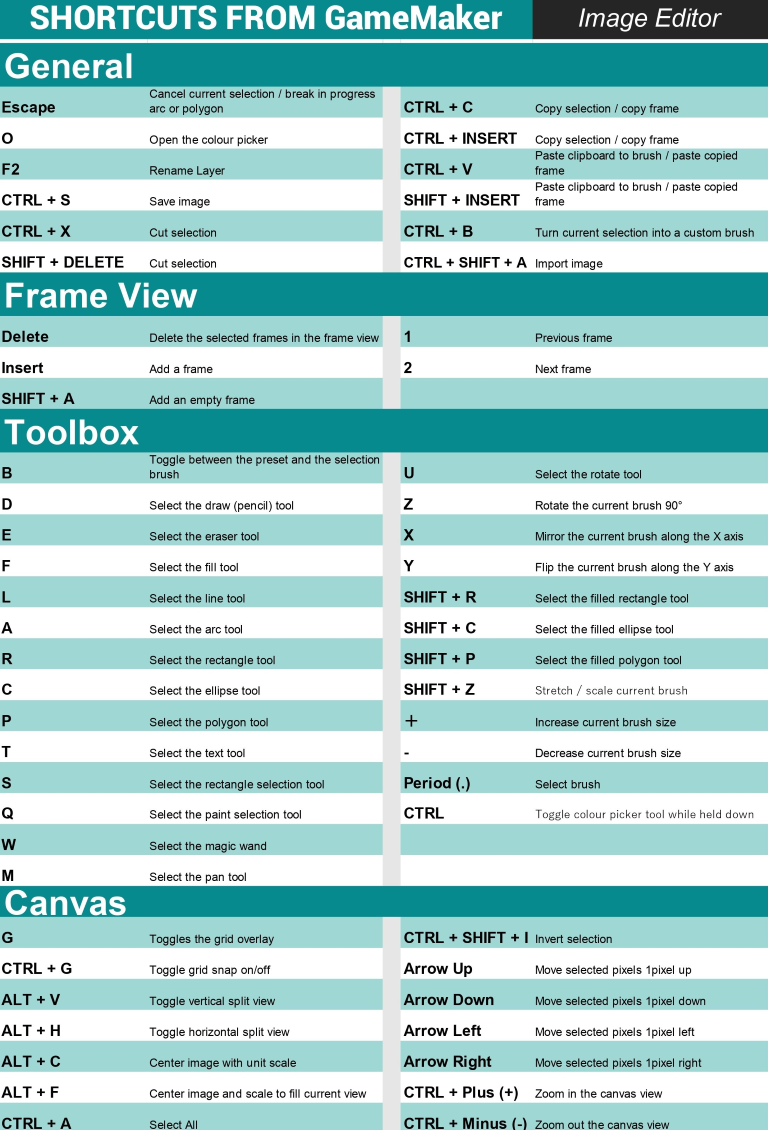 SHORTCUTS FROM GameMaker Image Editor
General
Escape Cancel current selection / break in progress
arc or polygon
CTRL + C Copy selection / copy frame
O Open the colour picker
CTRL + INSERT Copy selection / copy frame
F2 Rename Layer
CTRL + V Paste clipboard to brush / paste copied
frame
CTRL + S Save image
SHIFT + INSERT Paste clipboard to brush / paste copied
frame
CTRL + X Cut selection
CTRL + B Turn current selection into a custom brush
SHIFT + DELETE Cut selection
CTRL + SHIFT + A Import image
Frame View
Delete Delete the selected frames in the frame view
1 Previous frame
Insert Add a frame
2 Next frame
SHIFT + A Add an empty frame
Toolbox
B Toggle between the preset and the selection
brush
U Select the rotate tool
D Select the draw (pencil) tool
Z Rotate the current brush 90°
E Select the eraser tool
X Mirror the current brush along the X axis
F Select the fill tool
Y Flip the current brush along the Y axis
L Select the line tool
SHIFT + R Select the filled rectangle tool
A Select the arc tool
SHIFT + C Select the filled ellipse tool
R Select the rectangle tool
SHIFT + P Select the filled polygon tool
C Select the ellipse tool
SHIFT + Z Stretch / scale current brush
P Select the polygon tool
+ Increase current brush size
T Select the text tool
- Decrease current brush size
S Select the rectangle selection tool
Period (.) Select brush
Q Select the paint selection tool
CTRL Toggle colour picker tool while held down
W Select the magic wand
M Select the pan tool
Canvas
G Toggles the grid overlay
CTRL + SHIFT + I Invert selection
CTRL + G Toggle grid snap on/off
Arrow Up Move selected pixels 1pixel up
ALT + V Toggle vertical split view
Arrow Down Move selected pixels 1pixel down
ALT + H Toggle horizontal split view
Arrow Left Move selected pixels 1pixel left
ALT + C Center image with unit scale
Arrow Right Move selected pixels 1pixel right
ALT + F Center image and scale to fill current view
CTRL + Plus (+) Zoom in the canvas view
CTRL + A Select All
CTRL + Minus (-) Zoom out the canvas view